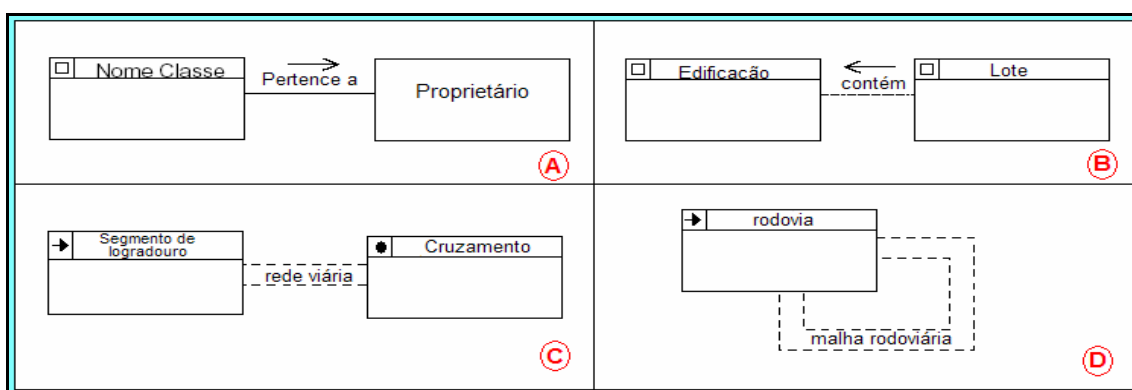 Nome Classe
Pertence a
Proprietário
A
Edificação
contém
Lote
B
Segmento de
logradouro
rede viária
Cruzamento
C
rodovia
malha rodoviária
D